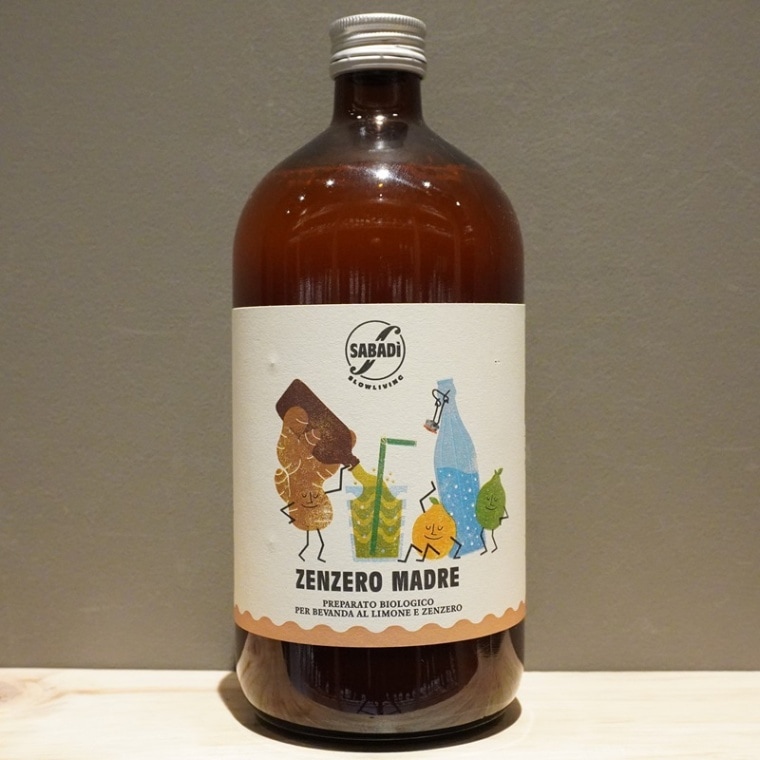 SABADÌ
SLOWLIVING
ZENZERO MADRE
PREPARATO BIOLOGICO
PER BEVANDA AL LIMONE E ZENZERO